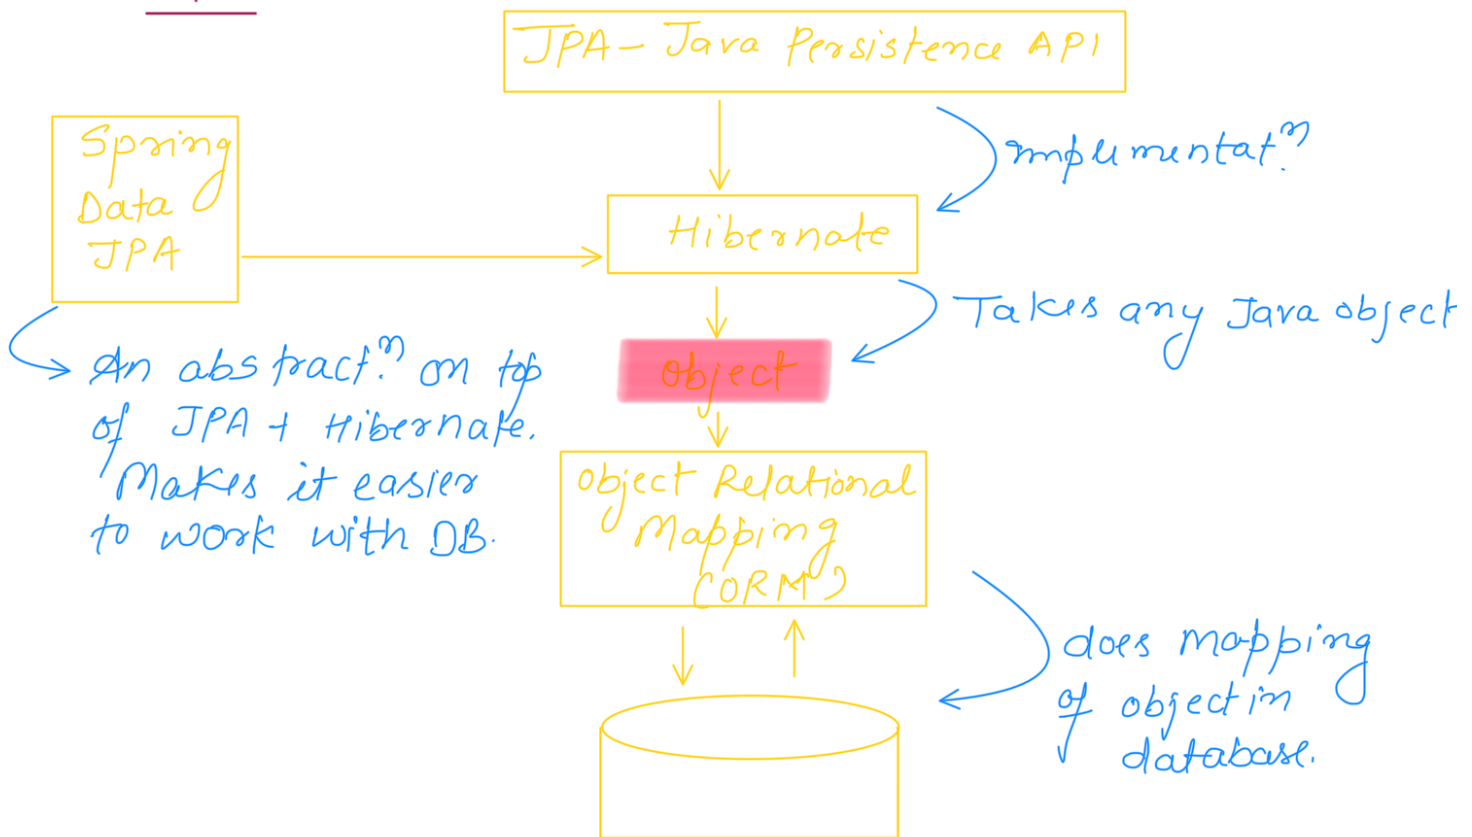 JPA - Java Persistence API
implementatⁿ
Spring
Data
JPA
Hibernate
Takes any Java object
object
An abstractⁿ on top
of JPA + Hibernate.
Makes it easier
to work with DB.
Object Relational
Mapping
(ORM)
does mapping
of object in
database.